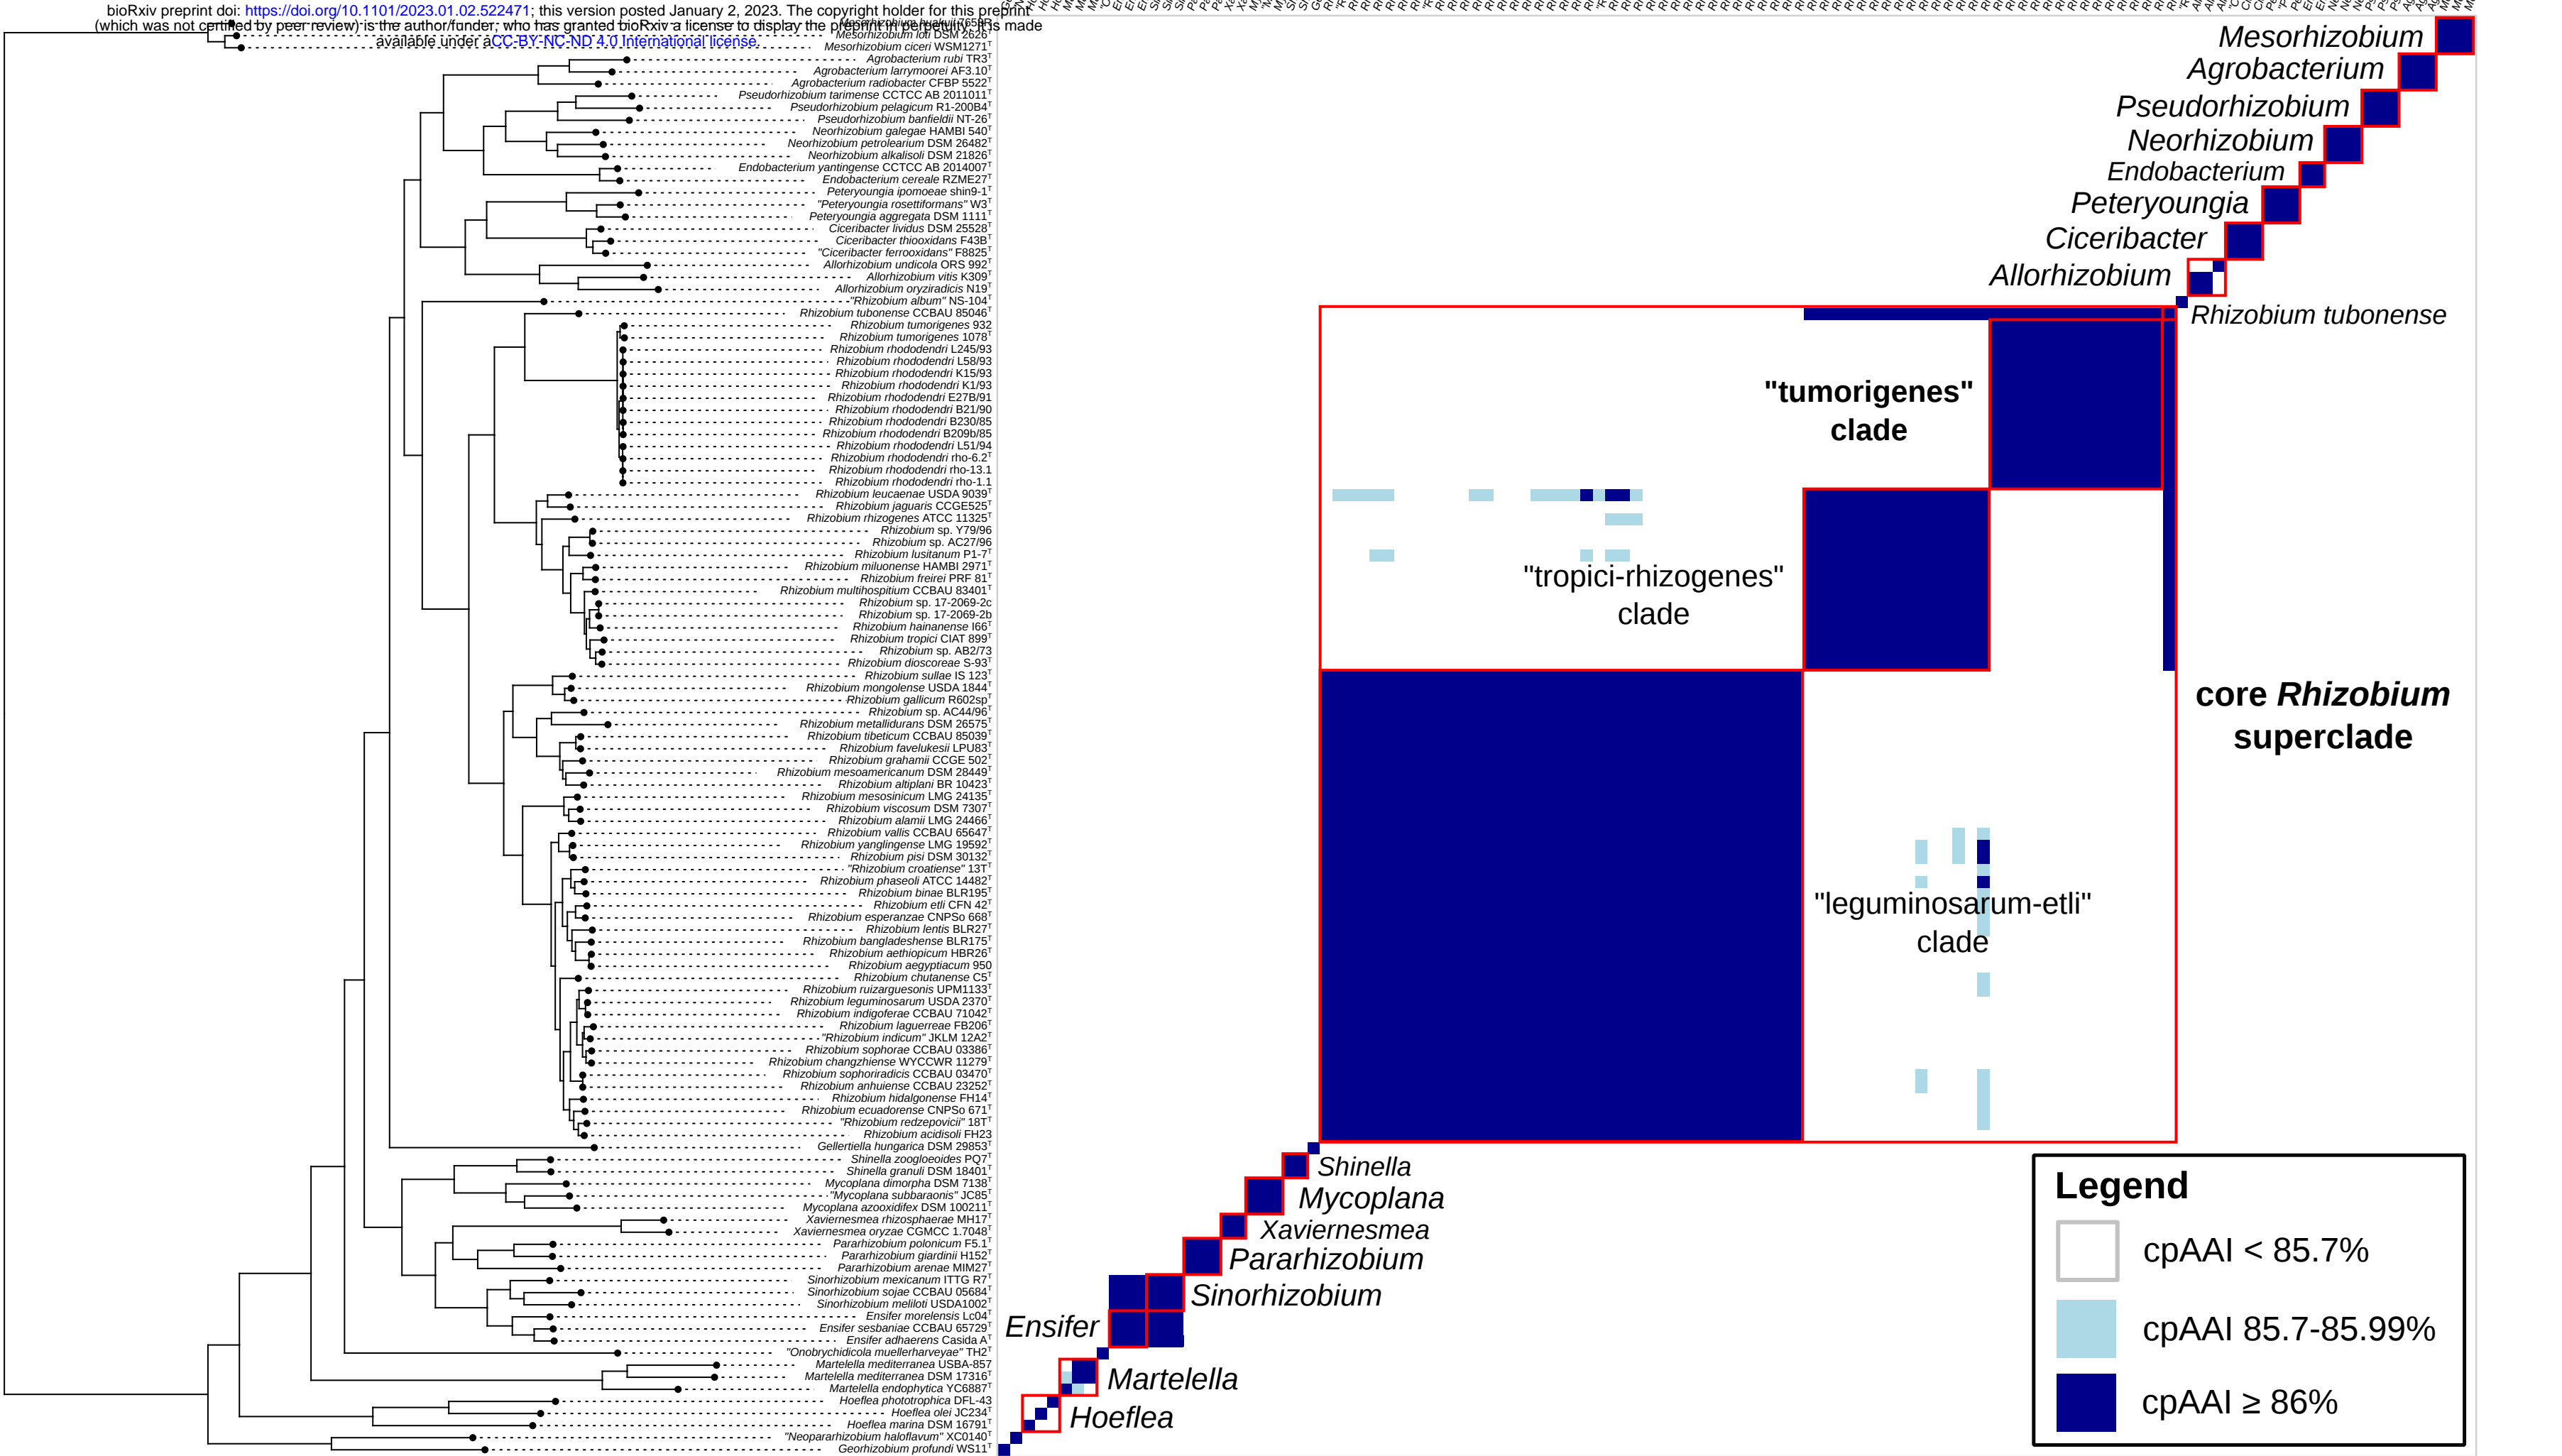 bioRxiv preprint doi: https://doi.org/10.1101/2023.01.02.522471; this version posted January 2, 2023. The copyright holder for this preprint
(which was not certified by peer review) is the author/funder, who has granted bioRxiv a license to display the preprint in perpetuity. It is made
available under aCC-BY-NC-ND 4.0 International license.
Mesorhizobium loti DSM 2626T
Mesorhizobium ciceri WSM1271T
Agrobacterium rubi TR3T
Agrobacterium larrymoorei AF3.10T
Agrobacterium radiobacter CFBP 5522T
Pseudorhizobium tarimense CCTCC AB 2011011T
Pseudorhizobium pelagicum R1-200B4T
Pseudorhizobium banfieldii NT-26T
Neorhizobium galegae HAMBI 540T
Neorhizobium petrolearium DSM 26482T
Neorhizobium alkalisoli DSM 21826T
Endobacterium yantingense CCTCC AB 2014007T
Endobacterium cereale RZME27T
Peteryoungia ipomoeae shin9-1T
"Peteryoungia rosettiformans" W3T
Peteryoungia aggregata DSM 1111T
Ciceribacter lividus DSM 25528T
Ciceribacter thiooxidans F43BT
"Ciceribacter ferrooxidans" F8825T
Allorhizobium undicola ORS 992T
Allorhizobium vitis K309T
Allorhizobium oryziradicis N19T
"Rhizobium album" NS-104T
Rhizobium tubonense CCBAU 85046T
Rhizobium tumorigenes 932
Rhizobium tumorigenes 1078T
Rhizobium rhododendri L245/93
Rhizobium rhododendri L58/93
Rhizobium rhododendri K15/93
Rhizobium rhododendri K1/93
Rhizobium rhododendri E27B/91
Rhizobium rhododendri B21/90
Rhizobium rhododendri B230/85
Rhizobium rhododendri B209b/85
Rhizobium rhododendri L51/94
Rhizobium rhododendri rho-6.2T
Rhizobium rhododendri rho-13.1
Rhizobium rhododendri rho-1.1
Rhizobium leucaenae USDA 9039T
Rhizobium jaguaris CCGE525T
Rhizobium rhizogenes ATCC 11325T
Rhizobium sp. Y79/96
Rhizobium sp. AC27/96
Rhizobium lusitanum P1-7T
Rhizobium miluonense HAMBI 2971T
Rhizobium freirei PRF 81T
Rhizobium multihospitium CCBAU 83401T
Rhizobium sp. 17-2069-2c
Rhizobium sp. 17-2069-2b
Rhizobium hainanense I66T
Rhizobium tropici CIAT 899T
Rhizobium sp. AB2/73
Rhizobium dioscoreae S-93T
Rhizobium sullae IS 123T
Rhizobium mongolense USDA 1844T
Rhizobium gallicum R602spT
Rhizobium sp. AC44/96T
Rhizobium metallidurans DSM 26575T
Rhizobium tibeticum CCBAU 85039T
Rhizobium favelukesii LPU83T
Rhizobium grahamii CCGE 502T
Rhizobium mesoamericanum DSM 28449T
Rhizobium altiplani BR 10423T
Rhizobium mesosinicum LMG 24135T
Rhizobium viscosum DSM 7307T
Rhizobium alamii LMG 24466T
Rhizobium vallis CCBAU 65647T
Rhizobium yanglingense LMG 19592T
Rhizobium pisi DSM 30132T
"Rhizobium croatiense" 13TT
Rhizobium phaseoli ATCC 14482T
Rhizobium binae BLR195T
Rhizobium etli CFN 42T
Rhizobium esperanzae CNPSo 668T
Rhizobium lentis BLR27T
Rhizobium bangladeshense BLR175T
Rhizobium aethiopicum HBR26T
Rhizobium aegyptiacum 950
Rhizobium chutanense C5T
Rhizobium ruizarguesonis UPM1133T
Rhizobium leguminosarum USDA 2370T
Rhizobium indigoferae CCBAU 71042T
Rhizobium laguerreae FB206T
"Rhizobium indicum" JKLM 12A2T
Rhizobium sophorae CCBAU 03386T
Rhizobium changzhiense WYCCWR 11279T
Rhizobium sophoriradicis CCBAU 03470T
Rhizobium anhuiense CCBAU 23252T
Rhizobium hidalgonense FH14T
Rhizobium ecuadorense CNPSo 671T
"Rhizobium redzepovicii" 18TT
Rhizobium acidisoli FH23
Gellertiella hungarica DSM 29853T
Shinella zoogloeoides PQ7T
Shinella granuli DSM 18401T
Mycoplana dimorpha DSM 7138T
"Mycoplana subbaraonis" JC85T
Mycoplana azooxidifex DSM 100211T
Xaviernesmea rhizosphaerae MH17T
Xaviernesmea oryzae CGMCC 1.7048T
Pararhizobium polonicum F5.1T
Pararhizobium giardinii H152T
Pararhizobium arenae MIM27T
Sinorhizobium mexicanum ITTG R7T
Sinorhizobium sojae CCBAU 05684T
Sinorhizobium meliloti USDA1002T
Ensifer morelensis Lc04T
Ensifer sesbaniae CCBAU 65729T
Ensifer adhaerens Casida AT
"Onobrychidicola muellerharveyae" TH2T
Martelella mediterranea USBA-857
Martelella mediterranea DSM 17316T
Martelella endophytica YC6887T
Hoeflea phototrophica DFL-43
Hoeflea olei JC234T
Hoeflea marina DSM 16791T
"Neopararhizobium haloflavum" XC0140T
Georhizobium profundi WS11T
Mesorhizobium
Agrobacterium
Pseudorhizobium
Neorhizobium
Endobacterium
Peteryoungia
Ciceribacter
Allorhizobium
Rhizobium tubonense
"tumorigenes"
clade
"tropici-rhizogenes"
clade
core Rhizobium
superclade
"leguminosarum-etli"
clade
Shinella
Mycoplana
Xaviernesmea
Pararhizobium
Sinorhizobium
Ensifer
Martelella
Hoeflea
Legend
cpAAI < 85.7%
cpAAI 85.7-85.99%
cpAAI ≥ 86%